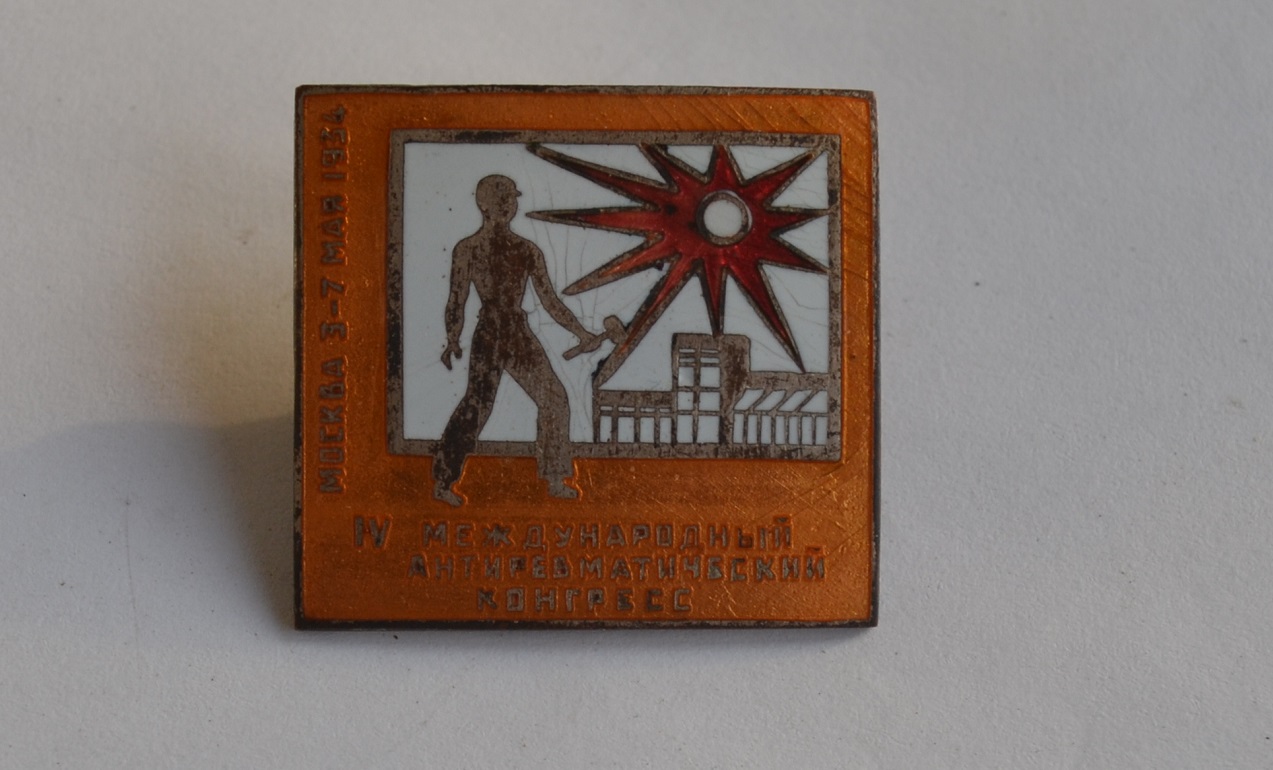 МОСКВА 3-7 МАЯ 1934
IV МЕЖДУНАРОДНЫЙ
АНТИРЕВМАТИЧЕСКИЙ
КОНГРЕСС